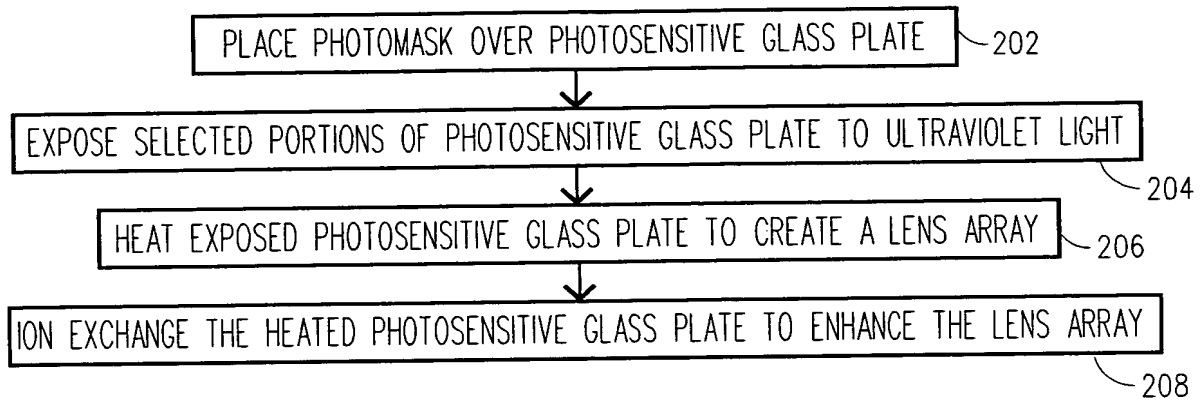 PLACE PHOTOMASK OVER PHOTOSENSITIVE GLASS PLATE
202
EXPOSE SELECTED PORTIONS OF PHOTOSENSITIVE GLASS PLATE TO ULTRAVIOLET LIGHT
204
HEAT EXPOSED PHOTOSENSITIVE GLASS PLATE TO CREATE A LENS ARRAY
206
ION EXCHANGE THE HEATED PHOTOSENSITIVE GLASS PLATE TO ENHANCE THE LENS ARRAY
208